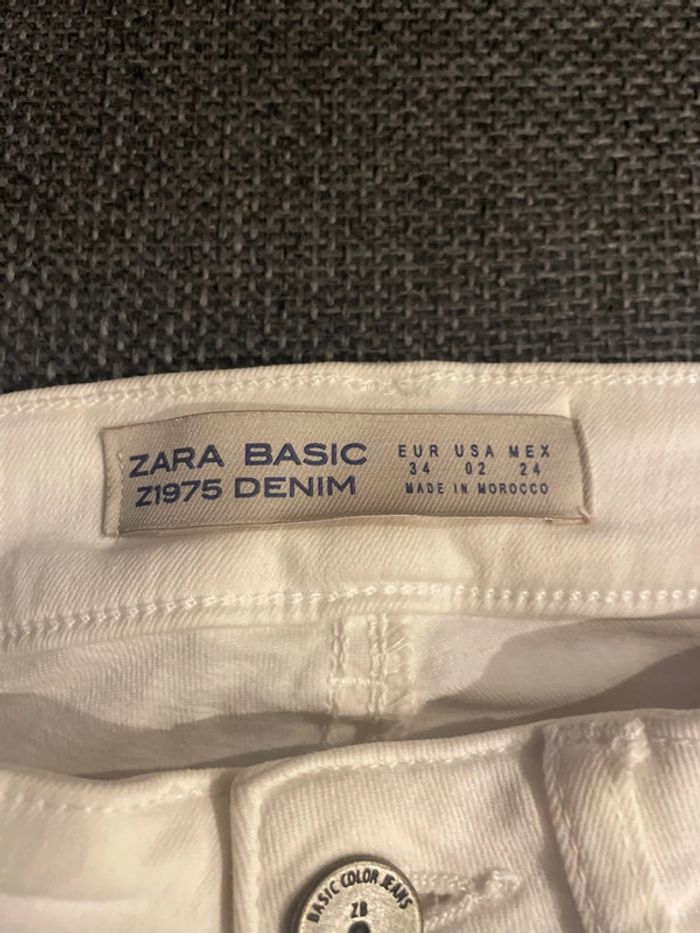 ZARA BASIC
Z1975 DENIM
EUR USA MEX
34 02 24
MADE IN MOROCCO
BASIC COLOR JEANS
ZB